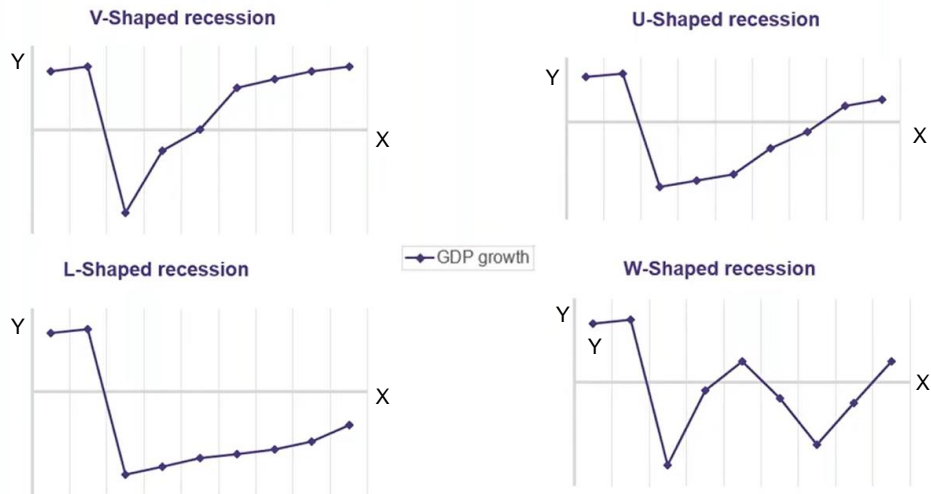 V-Shaped recession
Y
X
U-Shaped recession
Y
X
GDP growth
L-Shaped recession
Y
X
W-Shaped recession
Y
Y
X